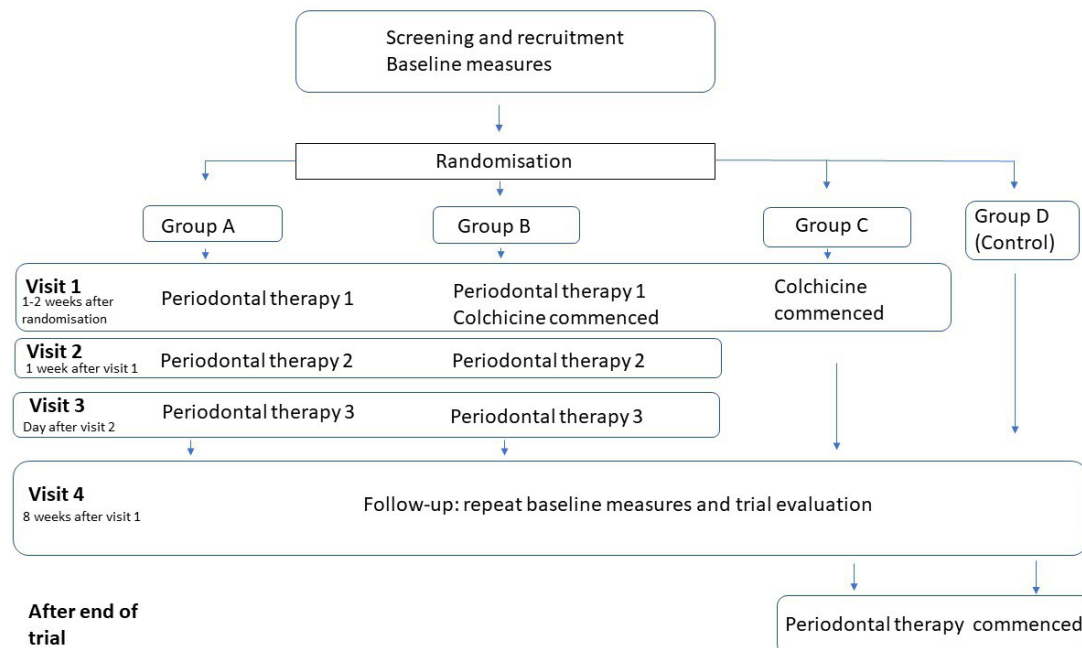 Screening and recruitment
Baseline measures
Randomisation
Group A
Group B
Group C
Group D
(Control)
Visit 1
1-2 weeks after
randomisation
Periodontal therapy 1
Periodontal therapy 1
Colchicine commenced
Colchicine
commenced
Visit 2
1 week after visit 1
Periodontal therapy 2
Periodontal therapy 2
Visit 3
Day after visit 2
Periodontal therapy 3
Periodontal therapy 3
Visit 4
8 weeks after visit 1
Follow-up: repeat baseline measures and trial evaluation
After end of
trial
Periodontal therapy commenced